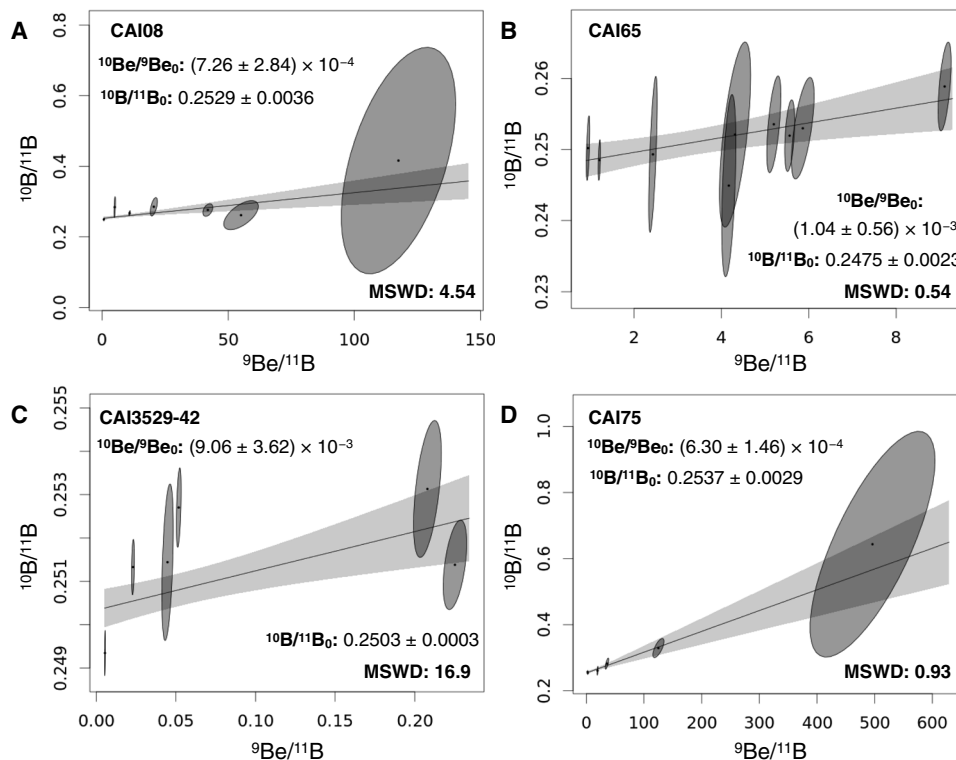 A
CAI08
¹⁰Be/⁹Be₀: (7.26 ± 2.84) × 10⁻⁴
¹⁰B/¹¹B₀: 0.2529 ± 0.0036
MSWD: 4.54
¹⁰B/¹¹B
0.0 0.2 0.4 0.6 0.8
0 50 100 150
⁹Be/¹¹B
B
CAI65
¹⁰Be/⁹Be₀:
(1.04 ± 0.56) × 10⁻³
¹⁰B/¹¹B₀: 0.2475 ± 0.0023
MSWD: 0.54
¹⁰B/¹¹B
0.23 0.24 0.25 0.26
2 4 6 8
⁹Be/¹¹B
C
CAI3529-42
¹⁰Be/⁹Be₀: (9.06 ± 3.62) × 10⁻³
¹⁰B/¹¹B₀: 0.2503 ± 0.0003
MSWD: 16.9
¹⁰B/¹¹B
0.249 0.251 0.253 0.255
0.00 0.05 0.10 0.15 0.20
⁹Be/¹¹B
D
CAI75
¹⁰Be/⁹Be₀: (6.30 ± 1.46) × 10⁻⁴
¹⁰B/¹¹B₀: 0.2537 ± 0.0029
MSWD: 0.93
¹⁰B/¹¹B
0.2 0.4 0.6 0.8 1.0
0 100 200 300 400 500 600
⁹Be/¹¹B